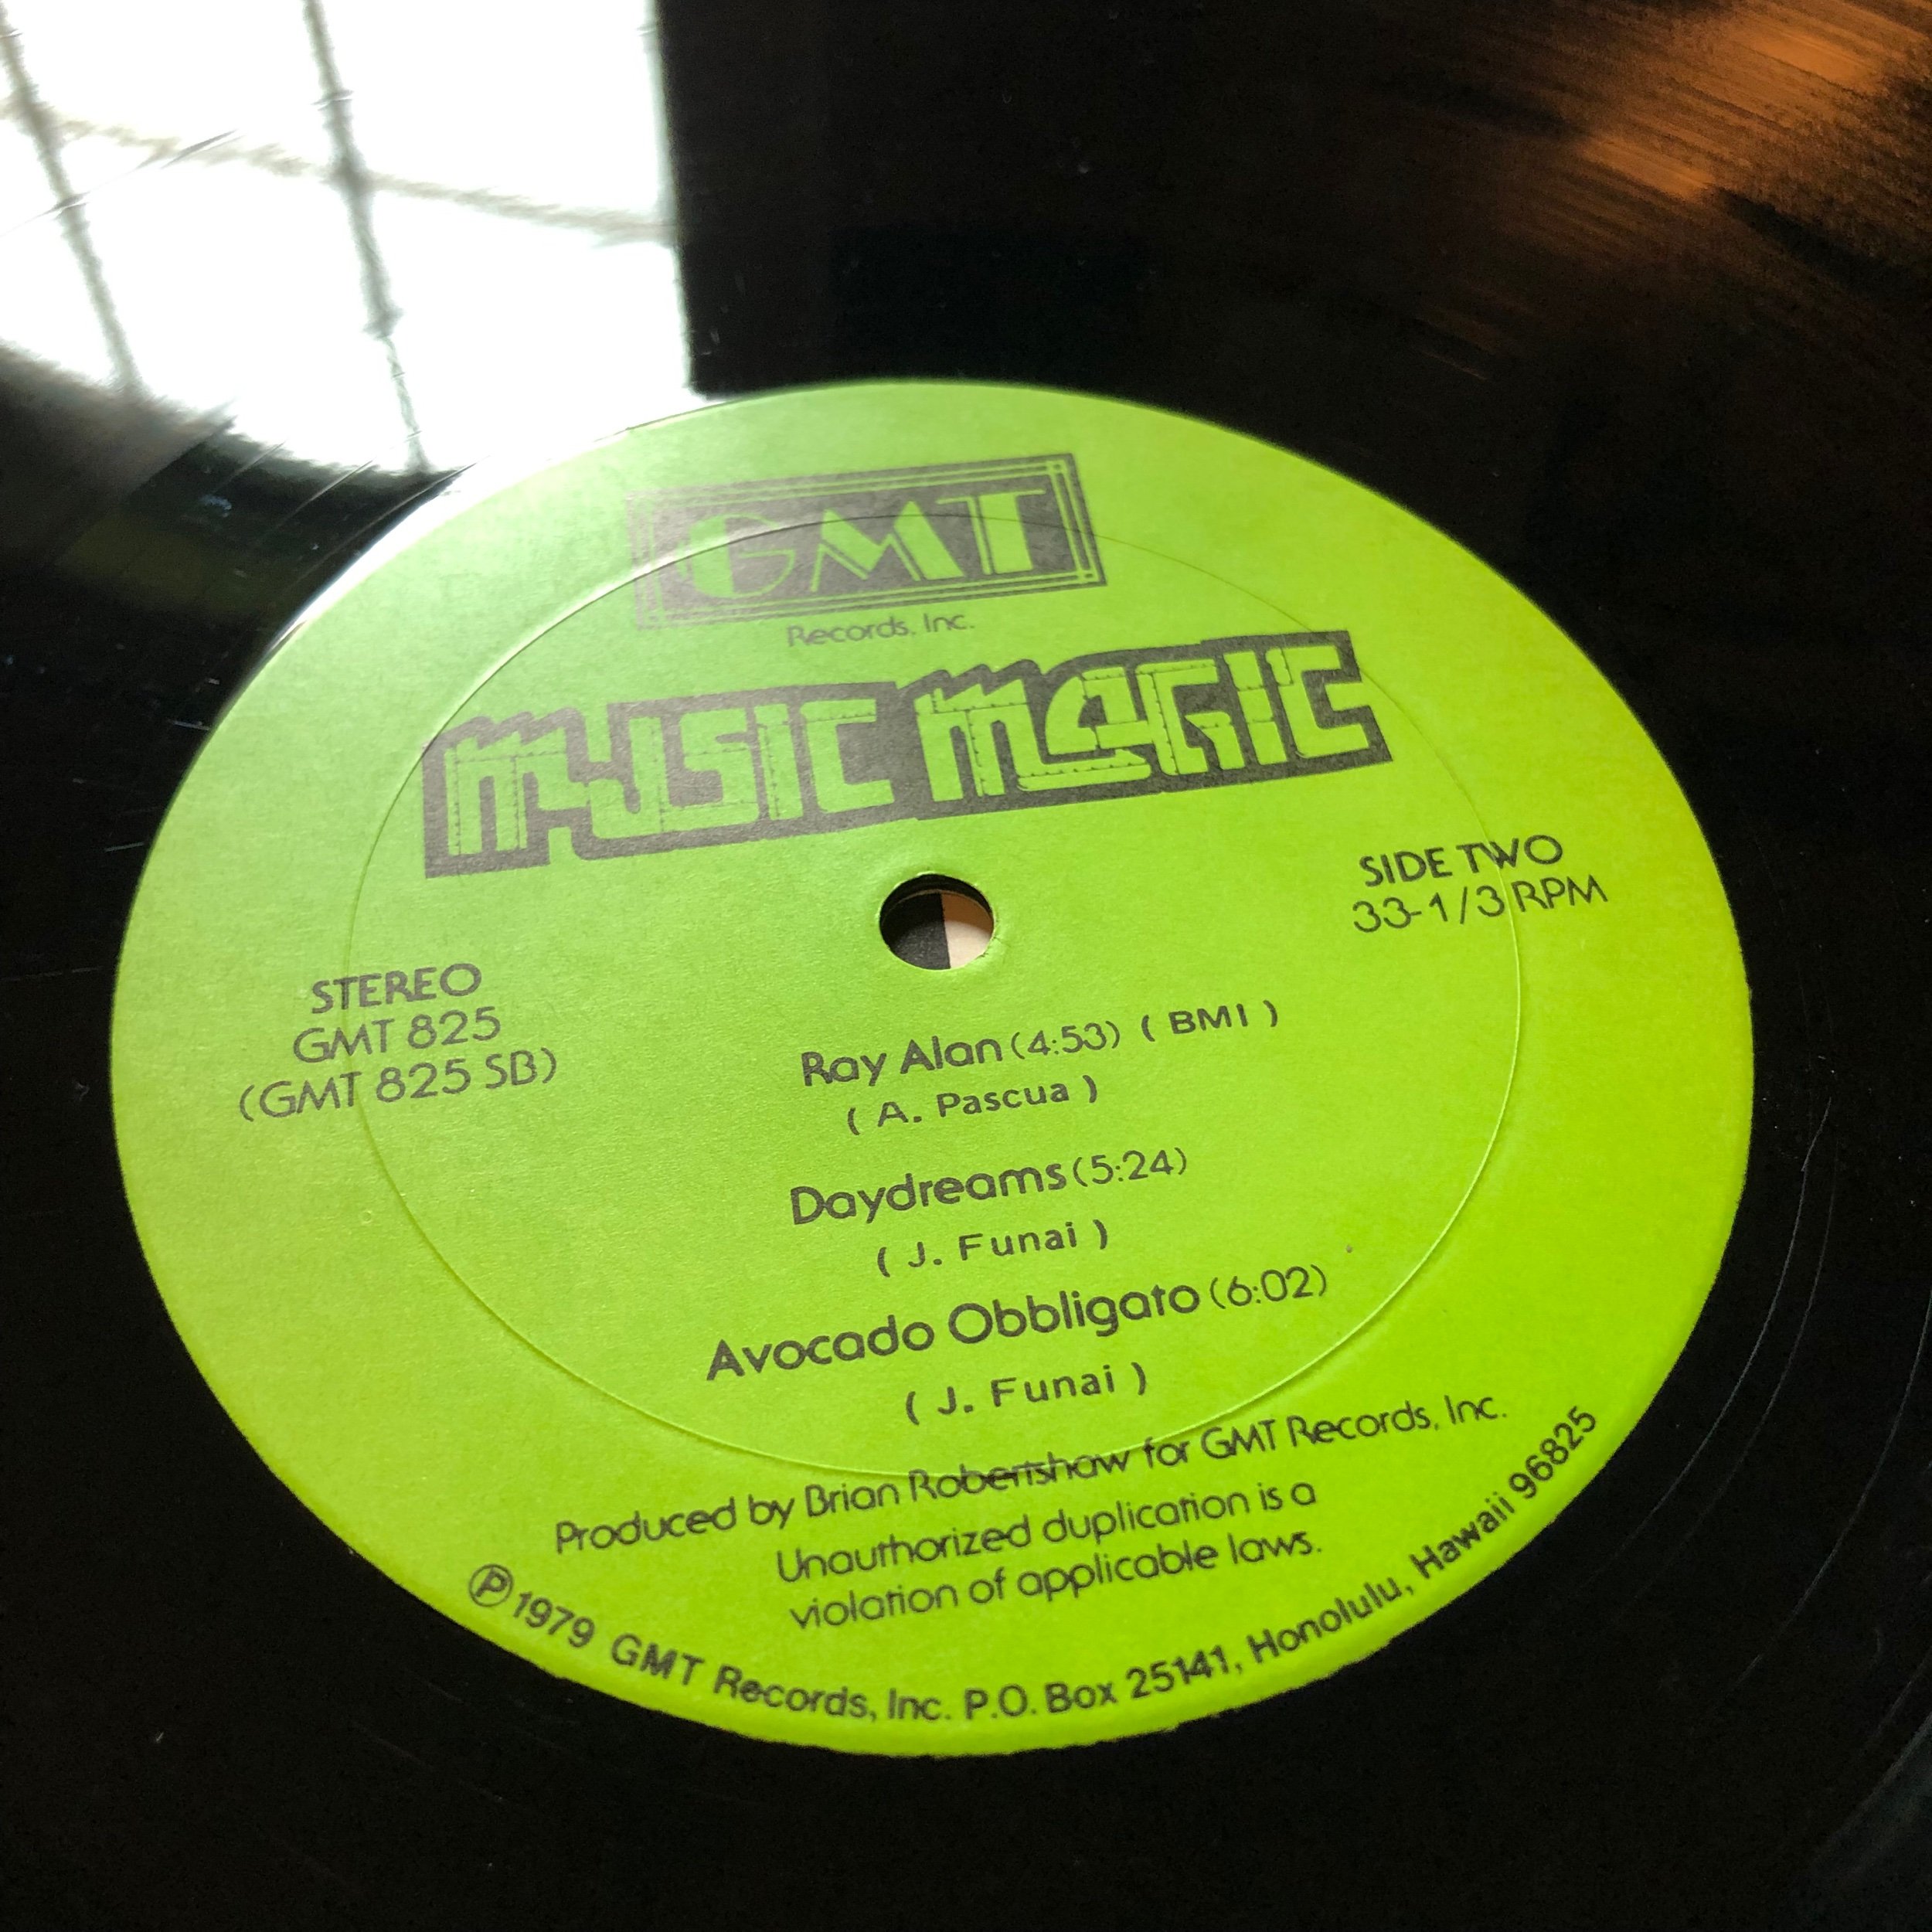 GMT
Records, Inc.
MUSIC MAGIC
SIDE TWO
33-1/3 RPM
STEREO
GMT 825
(GMT 825 SB)
Ray Alan (4:53) ( BMI )
( A. Pascua )
Daydreams (5:24)
( J. Funai )
Avocado Obbligato (6:02)
( J. Funai )
Produced by Brian Robertshaw for GMT Records, Inc.
Unauthorized duplication is a
violation of applicable laws.
Ⓟ1979 GMT Records, Inc. P.O. Box 25141, Honolulu, Hawaii 96825